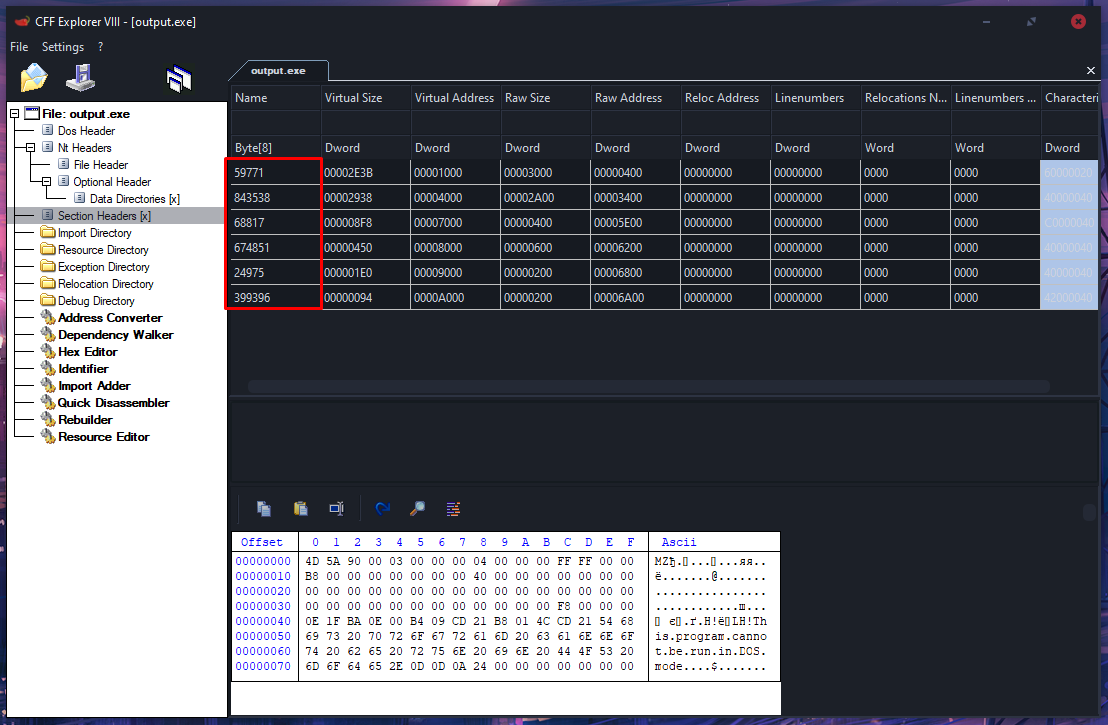 CFF Explorer VIII - [output.exe]
File Settings ?
output.exe
File: output.exe
Dos Header
Nt Headers
File Header
Optional Header
Data Directories [x]
Section Headers [x]
Import Directory
Resource Directory
Exception Directory
Relocation Directory
Debug Directory
Address Converter
Dependency Walker
Hex Editor
Identifier
Import Adder
Quick Disassembler
Rebuilder
Resource Editor
Name Virtual Size Virtual Address Raw Size Raw Address Reloc Address Linenumbers Relocations N... Linenumbers ... Characteri
Byte[8] Dword Dword Dword Dword Dword Dword Word Word Dword
59771 00002E3B 00001000 00003000 00000400 00000000 00000000 0000 0000 60000020
843538 00002938 00004000 00002A00 00003400 00000000 00000000 0000 0000 40000040
68817 000008F8 00007000 00000400 00005E00 00000000 00000000 0000 0000 C0000040
674851 00000450 00008000 00000600 00006200 00000000 00000000 0000 0000 40000040
24975 000001E0 00009000 00000200 00006800 00000000 00000000 0000 0000 40000040
399396 00000094 0000A000 00000200 00006A00 00000000 00000000 0000 0000 42000040
Offset 0 1 2 3 4 5 6 7 8 9 A B C D E F Ascii
00000000 4D 5A 90 00 03 00 00 00 04 00 00 00 FF FF 00 00 MZђ.▯...▯...яя..
00000010 B8 00 00 00 00 00 00 00 40 00 00 00 00 00 00 00 ё.......@.......
00000020 00 00 00 00 00 00 00 00 00 00 00 00 00 00 00 00 ................
00000030 00 00 00 00 00 00 00 00 00 00 00 00 F8 00 00 00 ............ш...
00000040 0E 1F BA 0E 00 B4 09 CD 21 B8 01 4C CD 21 54 68 ▯ є▯.ґ.Н!ё▯LН!Th
00000050 69 73 20 70 72 6F 67 72 61 6D 20 63 61 6E 6E 6F is.program.canno
00000060 74 20 62 65 20 72 75 6E 20 69 6E 20 44 4F 53 20 t.be.run.in.DOS.
00000070 6D 6F 64 65 2E 0D 0D 0A 24 00 00 00 00 00 00 00 mode....$.......